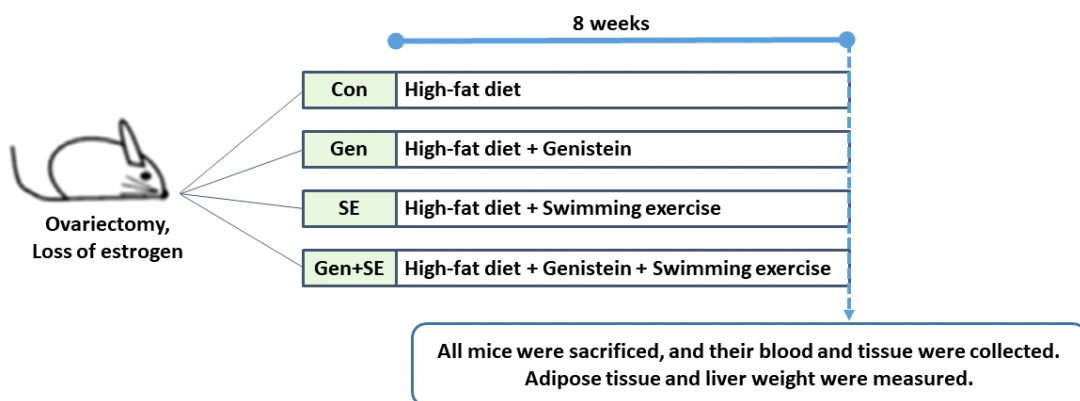 8 weeks
Con High-fat diet
Gen High-fat diet + Genistein
SE High-fat diet + Swimming exercise
Gen+SE High-fat diet + Genistein + Swimming exercise
Ovariectomy,
Loss of estrogen
All mice were sacrificed, and their blood and tissue were collected.
Adipose tissue and liver weight were measured.